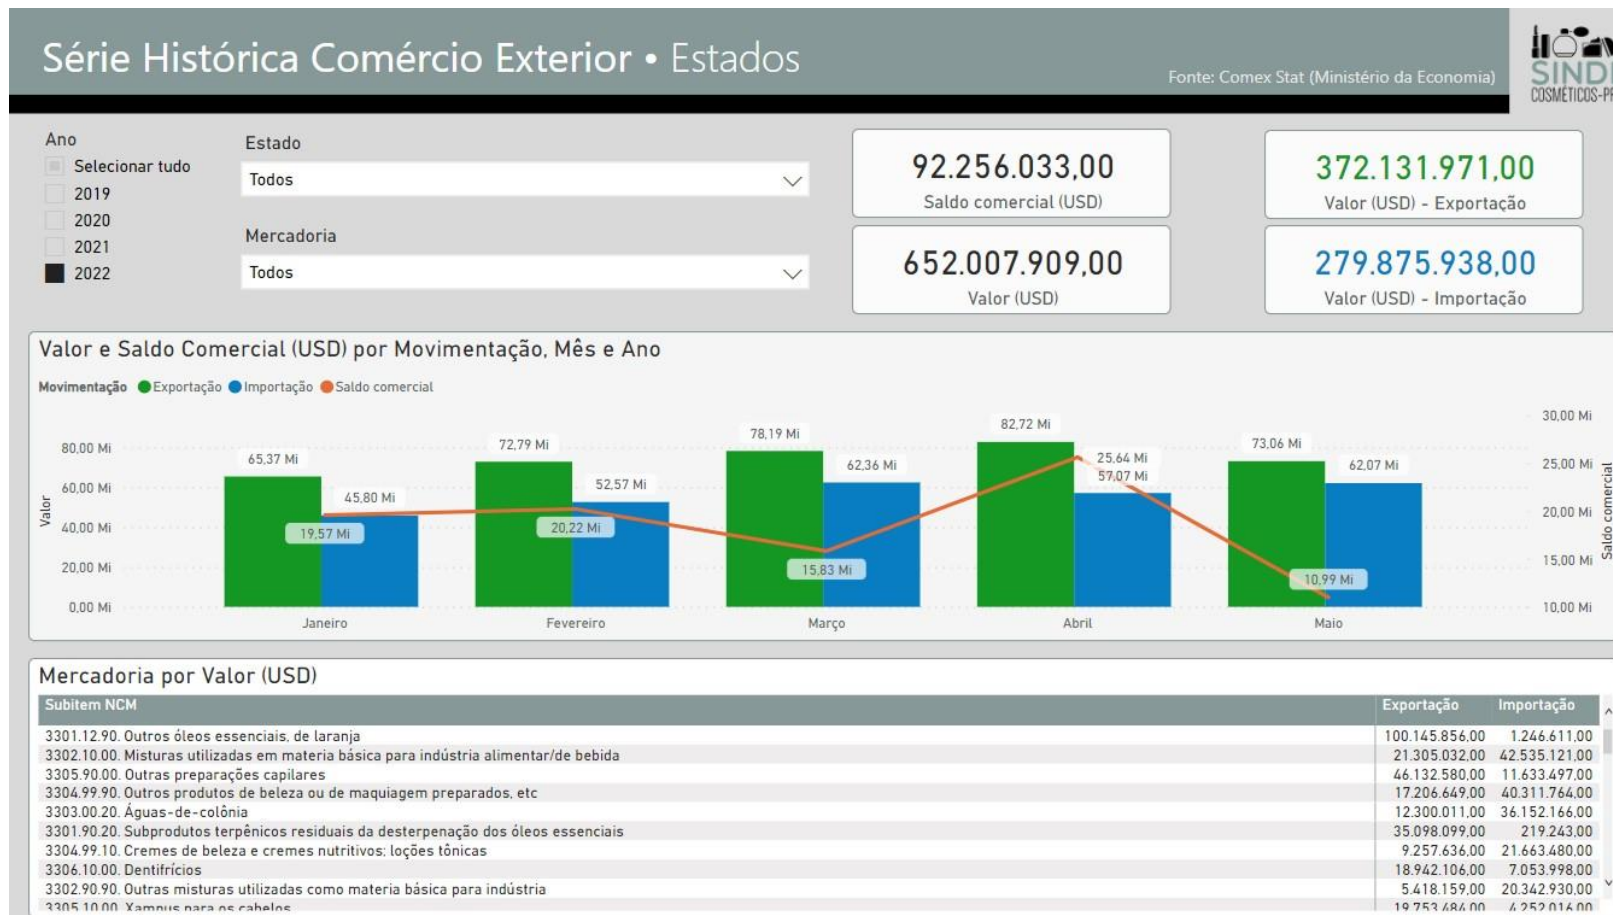 Série Histórica Comércio Exterior • Estados
Fonte: Comex Stat (Ministério da Economia)
COSMÉTICOS-PR
Ano
Selecionar tudo
2019
2020
2021
2022
Estado
Todos
Mercadoria
Todos
92.256.033,00
Saldo comercial (USD)
372.131.971,00
Valor (USD) - Exportação
652.007.909,00
Valor (USD)
279.875.938,00
Valor (USD) - Importação
Valor e Saldo Comercial (USD) por Movimentação, Mês e Ano
Movimentação Exportação Importação Saldo comercial
Valor
80,00 Mi
60,00 Mi
40,00 Mi
20,00 Mi
0,00 Mi
65,37 Mi
45,80 Mi
19,57 Mi
72,79 Mi
52,57 Mi
20,22 Mi
78,19 Mi
62,36 Mi
15,83 Mi
82,72 Mi
25,64 Mi
57,07 Mi
73,06 Mi
62,07 Mi
10,99 Mi
30,00 Mi
25,00 Mi
20,00 Mi
15,00 Mi
10,00 Mi
Saldo comercial
Janeiro Fevereiro Março Abril Maio
Mercadoria por Valor (USD)
Subitem NCM Exportação Importação
3301.12.90. Outros óleos essenciais, de laranja 100.145.856,00 1.246.611,00
3302.10.00. Misturas utilizadas em materia básica para indústria alimentar/de bebida 21.305.032,00 42.535.121,00
3305.90.00. Outras preparações capilares 46.132.580,00 11.633.497,00
3304.99.90. Outros produtos de beleza ou de maquiagem preparados, etc 17.206.649,00 40.311.764,00
3303.00.20. Águas-de-colônia 12.300.011,00 36.152.166,00
3301.90.20. Subprodutos terpênicos residuais da desterpenação dos óleos essenciais 35.098.099,00 219.243,00
3304.99.10. Cremes de beleza e cremes nutritivos; loções tônicas 9.257.636,00 21.663.480,00
3306.10.00. Dentifrícios 18.942.106,00 7.053.998,00
3302.90.90. Outras misturas utilizadas como materia básica para indústria 5.418.159,00 20.342.930,00
3305.10.00. Xampus para os cabelos 19.753.484,00 4.252.016,00